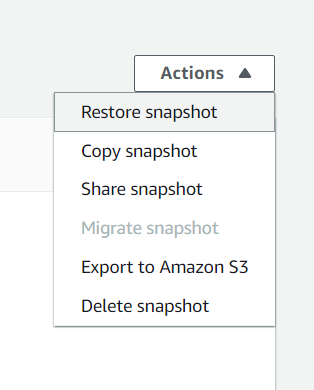 Actions
Restore snapshot
Copy snapshot
Share snapshot
Migrate snapshot
Export to Amazon S3
Delete snapshot